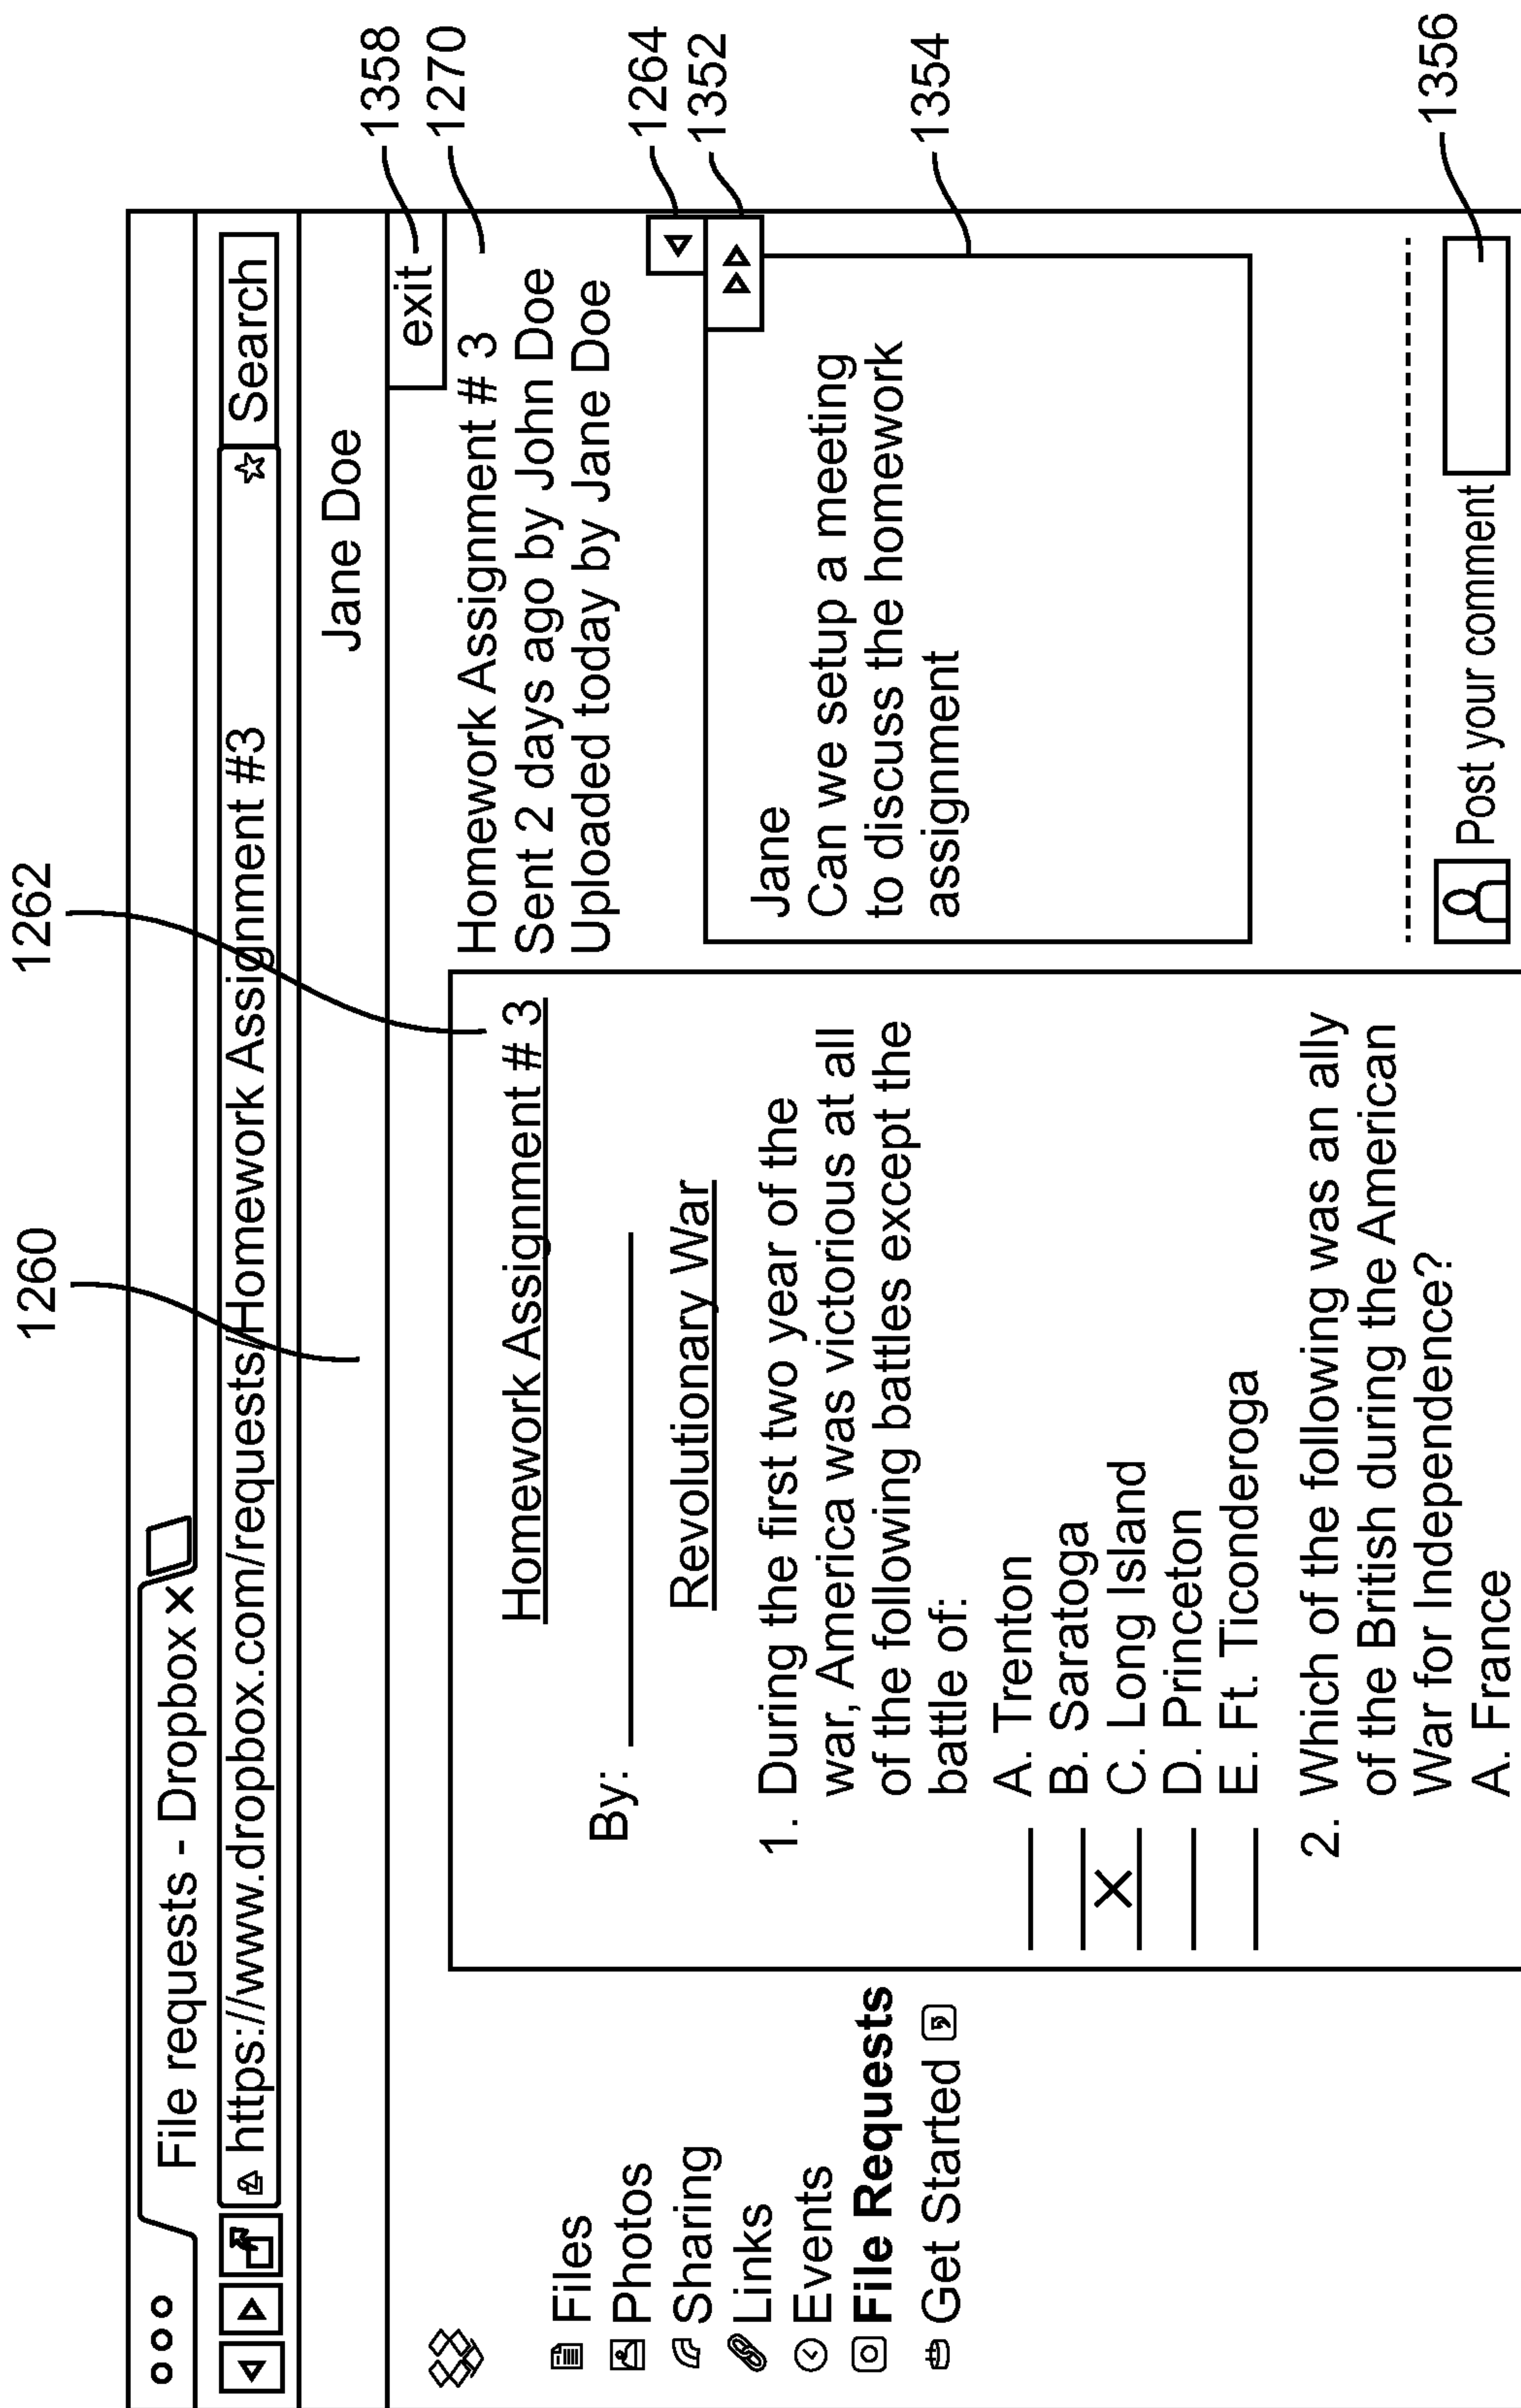 1260
1262
File requests - Dropbox X
https://www.dropbox.com/requests/Homework Assignment #3
Search
Jane Doe
exit
1358
1270
Files
Photos
Sharing
Links
Events
File Requests
Get Started
Homework Assignment # 3
By:
Revolutionary War
1. During the first two year of the
war, America was victorious at all
of the following battles except the
battle of:
A. Trenton
B. Saratoga
X C. Long Island
D. Princeton
E. Ft. Ticonderoga
2. Which of the following was an ally
of the British during the American
War for Independence?
A. France
Homework Assignment # 3
Sent 2 days ago by John Doe
Uploaded today by Jane Doe
1264
1352
Jane
Can we setup a meeting
to discuss the homework
assignment
1354
Post your comment
1356